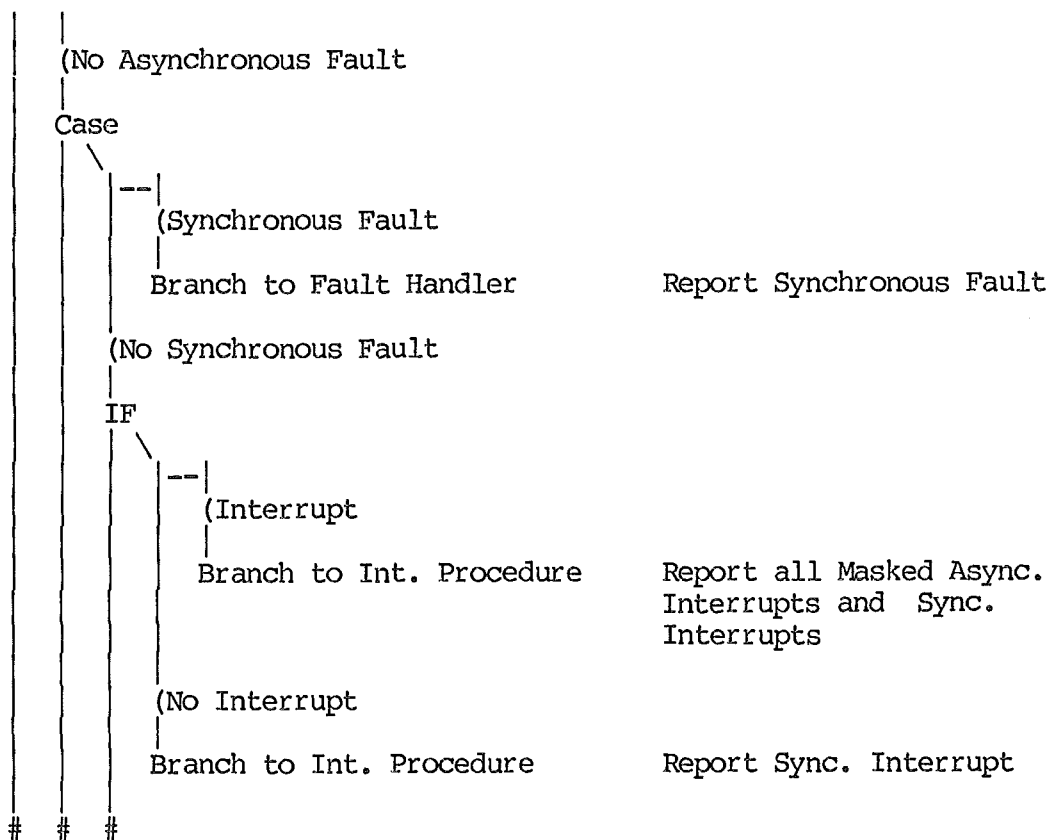 (No Asynchronous Fault
Case
(Synchronous Fault
Branch to Fault Handler Report Synchronous Fault
(No Synchronous Fault
IF
(Interrupt
Branch to Int. Procedure Report all Masked Async.
Interrupts and Sync.
Interrupts
(No Interrupt
Branch to Int. Procedure Report Sync. Interrupt
# # #